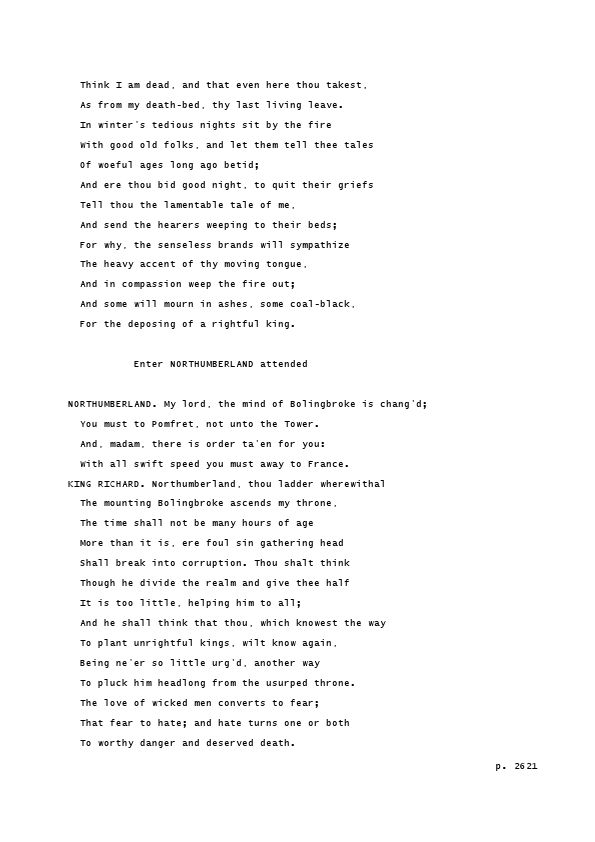 Think I am dead, and that even here thou takest,
As from my death-bed, thy last living leave.
In winter's tedious nights sit by the fire
With good old folks, and let them tell thee tales
Of woeful ages long ago betid;
And ere thou bid good night, to quit their griefs
Tell thou the lamentable tale of me,
And send the hearers weeping to their beds;
For why, the senseless brands will sympathize
The heavy accent of thy moving tongue,
And in compassion weep the fire out;
And some will mourn in ashes, some coal-black,
For the deposing of a rightful king.
Enter NORTHUMBERLAND attended
NORTHUMBERLAND. My lord, the mind of Bolingbroke is chang'd;
You must to Pomfret, not unto the Tower.
And, madam, there is order ta'en for you:
With all swift speed you must away to France.
KING RICHARD. Northumberland, thou ladder wherewithal
The mounting Bolingbroke ascends my throne,
The time shall not be many hours of age
More than it is, ere foul sin gathering head
Shall break into corruption. Thou shalt think
Though he divide the realm and give thee half
It is too little, helping him to all;
And he shall think that thou, which knowest the way
To plant unrightful kings, wilt know again,
Being ne'er so little urg'd, another way
To pluck him headlong from the usurped throne.
The love of wicked men converts to fear;
That fear to hate; and hate turns one or both
To worthy danger and deserved death.
p. 2621